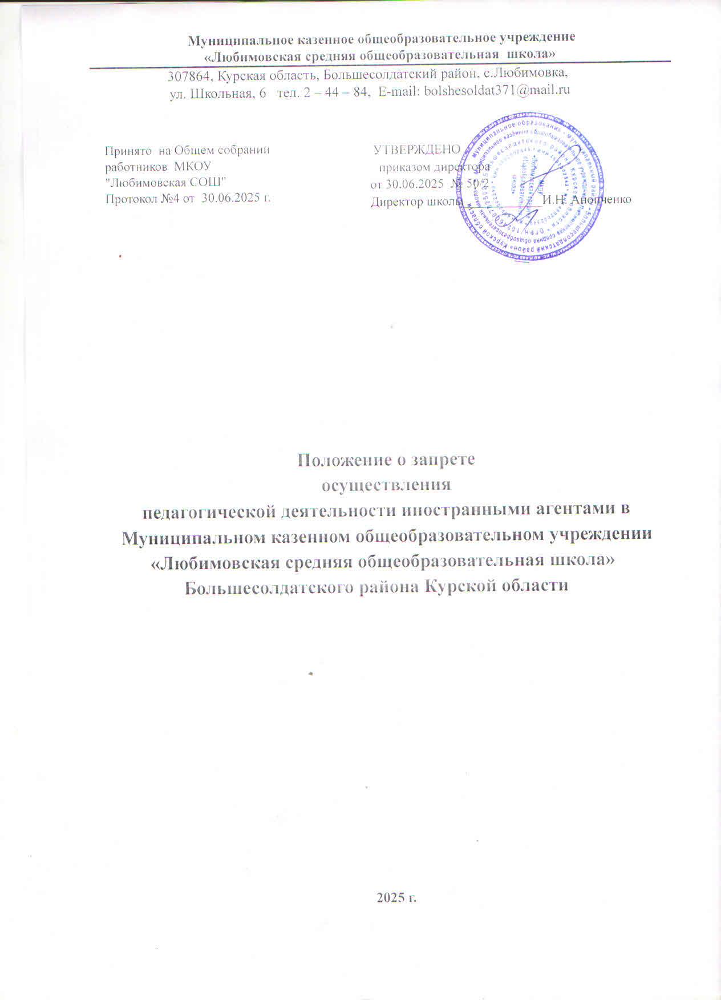 Муниципальное казенное общеобразовательное учреждение
«Любимовская средняя общеобразовательная школа»
307864, Курская область, Большесолдатский район, с.Любимовка,
ул. Школьная, 6 тел. 2 – 44 – 84, E-mail: bolshesoldat371@mail.ru
Принято на Общем собрании
работников МКОУ
"Любимовская СОШ"
Протокол №4 от 30.06.2025 г.
УТВЕРЖДЕНО
приказом директора
от 30.06.2025 № 50/2
Директор школы ____________И.Н. Апонченко
Положение о запрете
осуществления
педагогической деятельности иностранными агентами в
Муниципальном казенном общеобразовательном учреждении
«Любимовская средняя общеобразовательная школа»
Большесолдатского района Курской области
2025 г.